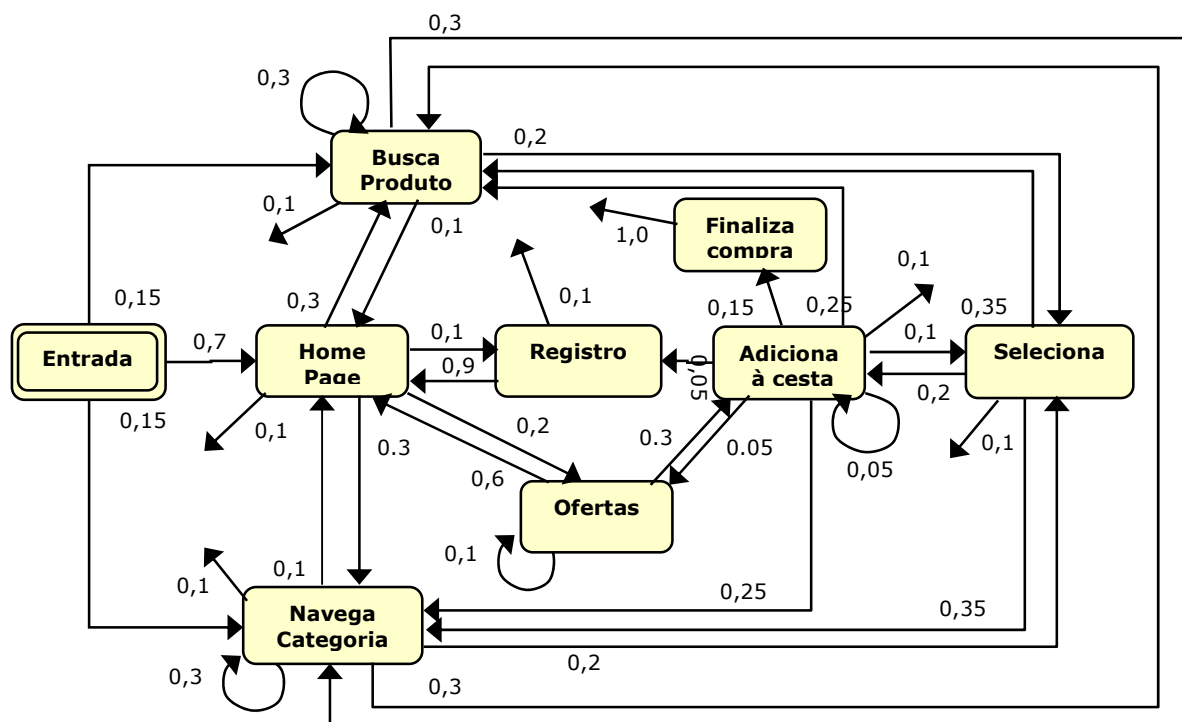 0,3
0,3
Busca
Produto
0,2
0,1
0,1
Finaliza
compra
1,0
0,1
0,15
0,3
0,1
0,15
0,25
0,35
Entrada
0,7
Home
Page
0,1
0,9
Registro
0,05
Adiciona
à cesta
0,1
0,2
Seleciona
0,15
0,1
0.3
0,2
0,6
0.3
0.05
0,05
0,1
Ofertas
0,1
0,1
0,1
0,25
0,35
Navega
Categoria
0,2
0,3
0,3